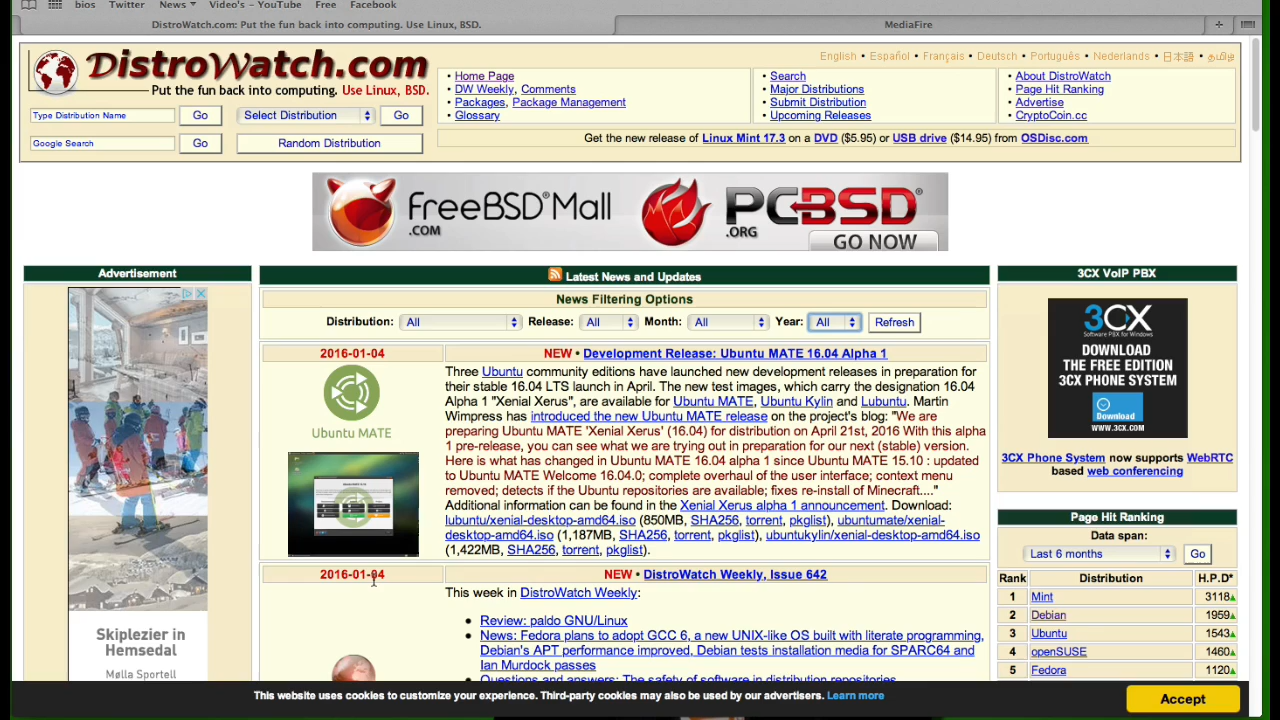 bios Twitter News ▾ Video's – YouTube Free Facebook
DistroWatch.com: Put the fun back into computing. Use Linux, BSD.
MediaFire
DistroWatch.com
Put the fun back into computing. Use Linux, BSD.
Type Distribution Name Go Select Distribution Go
Google Search Go Random Distribution
English • Español • Français • Deutsch • Português • Nederlands • 日本語 • தமிழ்
• Home Page
• DW Weekly, Comments
• Packages, Package Management
• Glossary
• Search
• Major Distributions
• Submit Distribution
• Upcoming Releases
• About DistroWatch
• Page Hit Ranking
• Advertise
• CryptoCoin.cc
Get the new release of Linux Mint 17.3 on a DVD ($5.95) or USB drive ($14.95) from OSDisc.com
FreeBSD Mall
.COM
PCBSD
.ORG
GO NOW
Advertisement
Skiplezier in
Hemsedal
Mølla Sportell
Latest News and Updates
News Filtering Options
Distribution: All Release: All Month: All Year: All Refresh
2016-01-04
NEW • Development Release: Ubuntu MATE 16.04 Alpha 1
Ubuntu MATE
Three Ubuntu community editions have launched new development releases in preparation for
their stable 16.04 LTS launch in April. The new test images, which carry the designation 16.04
Alpha 1 "Xenial Xerus", are available for Ubuntu MATE, Ubuntu Kylin and Lubuntu. Martin
Wimpress has introduced the new Ubuntu MATE release on the project's blog: "We are
preparing Ubuntu MATE 'Xenial Xerus' (16.04) for distribution on April 21st, 2016 With this alpha
1 pre-release, you can see what we are trying out in preparation for our next (stable) version.
Here is what has changed in Ubuntu MATE 16.04 alpha 1 since Ubuntu MATE 15.10 : updated
to Ubuntu MATE Welcome 16.04.0; complete overhaul of the user interface; context menu
removed; detects if the Ubuntu repositories are available; fixes re-install of Minecraft...."
Additional information can be found in the Xenial Xerus alpha 1 announcement. Download:
lubuntu/xenial-desktop-amd64.iso (850MB, SHA256, torrent, pkglist), ubuntumate/xenial-
desktop-amd64.iso (1,187MB, SHA256, torrent, pkglist), ubuntukylin/xenial-desktop-amd64.iso
(1,422MB, SHA256, torrent, pkglist).
2016-01-04
NEW • DistroWatch Weekly, Issue 642
This week in DistroWatch Weekly:
• Review: paldo GNU/Linux
• News: Fedora plans to adopt GCC 6, a new UNIX-like OS built with literate programming,
Debian's APT performance improved, Debian tests installation media for SPARC64 and
Ian Murdock passes
• Questions and answers: The safety of software in distribution repositories
3CX VoIP PBX
3CX
Software PBX for Windows
DOWNLOAD
THE FREE EDITION
3CX PHONE SYSTEM
Download
WWW.3CX.COM
3CX Phone System now supports WebRTC
based web conferencing
Page Hit Ranking
Data span:
Last 6 months Go
Rank Distribution H.P.D*
1 Mint 3118
2 Debian 1959
3 Ubuntu 1543
4 openSUSE 1460
5 Fedora 1120
This website uses cookies to customize your experience. Third-party cookies may also be used by our advertisers. Learn more
Accept